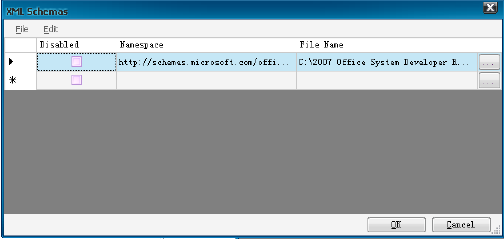 XML Schemas
File Edit
Disabled Namespace File Name
http://schemas.microsoft.com/offi... C:\2007 Office System Developer R... ...
...
OK Cancel